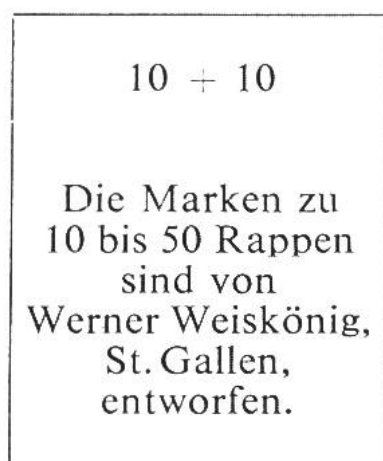 10 + 10
Die Marken zu
10 bis 50 Rappen
sind von
Werner Weiskönig,
St. Gallen,
entworfen.